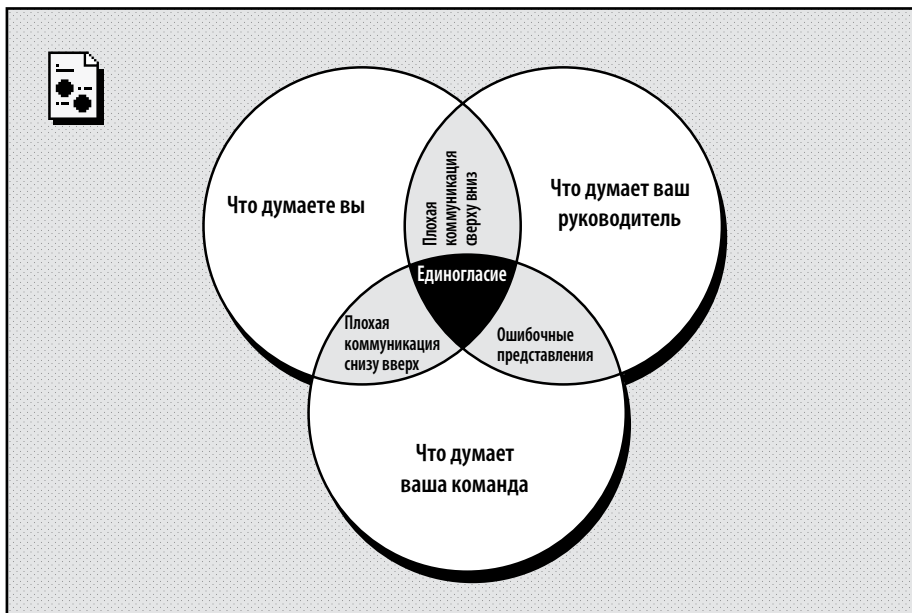 Что думаете вы
Плохая
коммуникация
сверху вниз
Что думает ваш
руководитель
Единогласие
Плохая
коммуникация
снизу вверх
Ошибочные
представления
Что думает
ваша команда